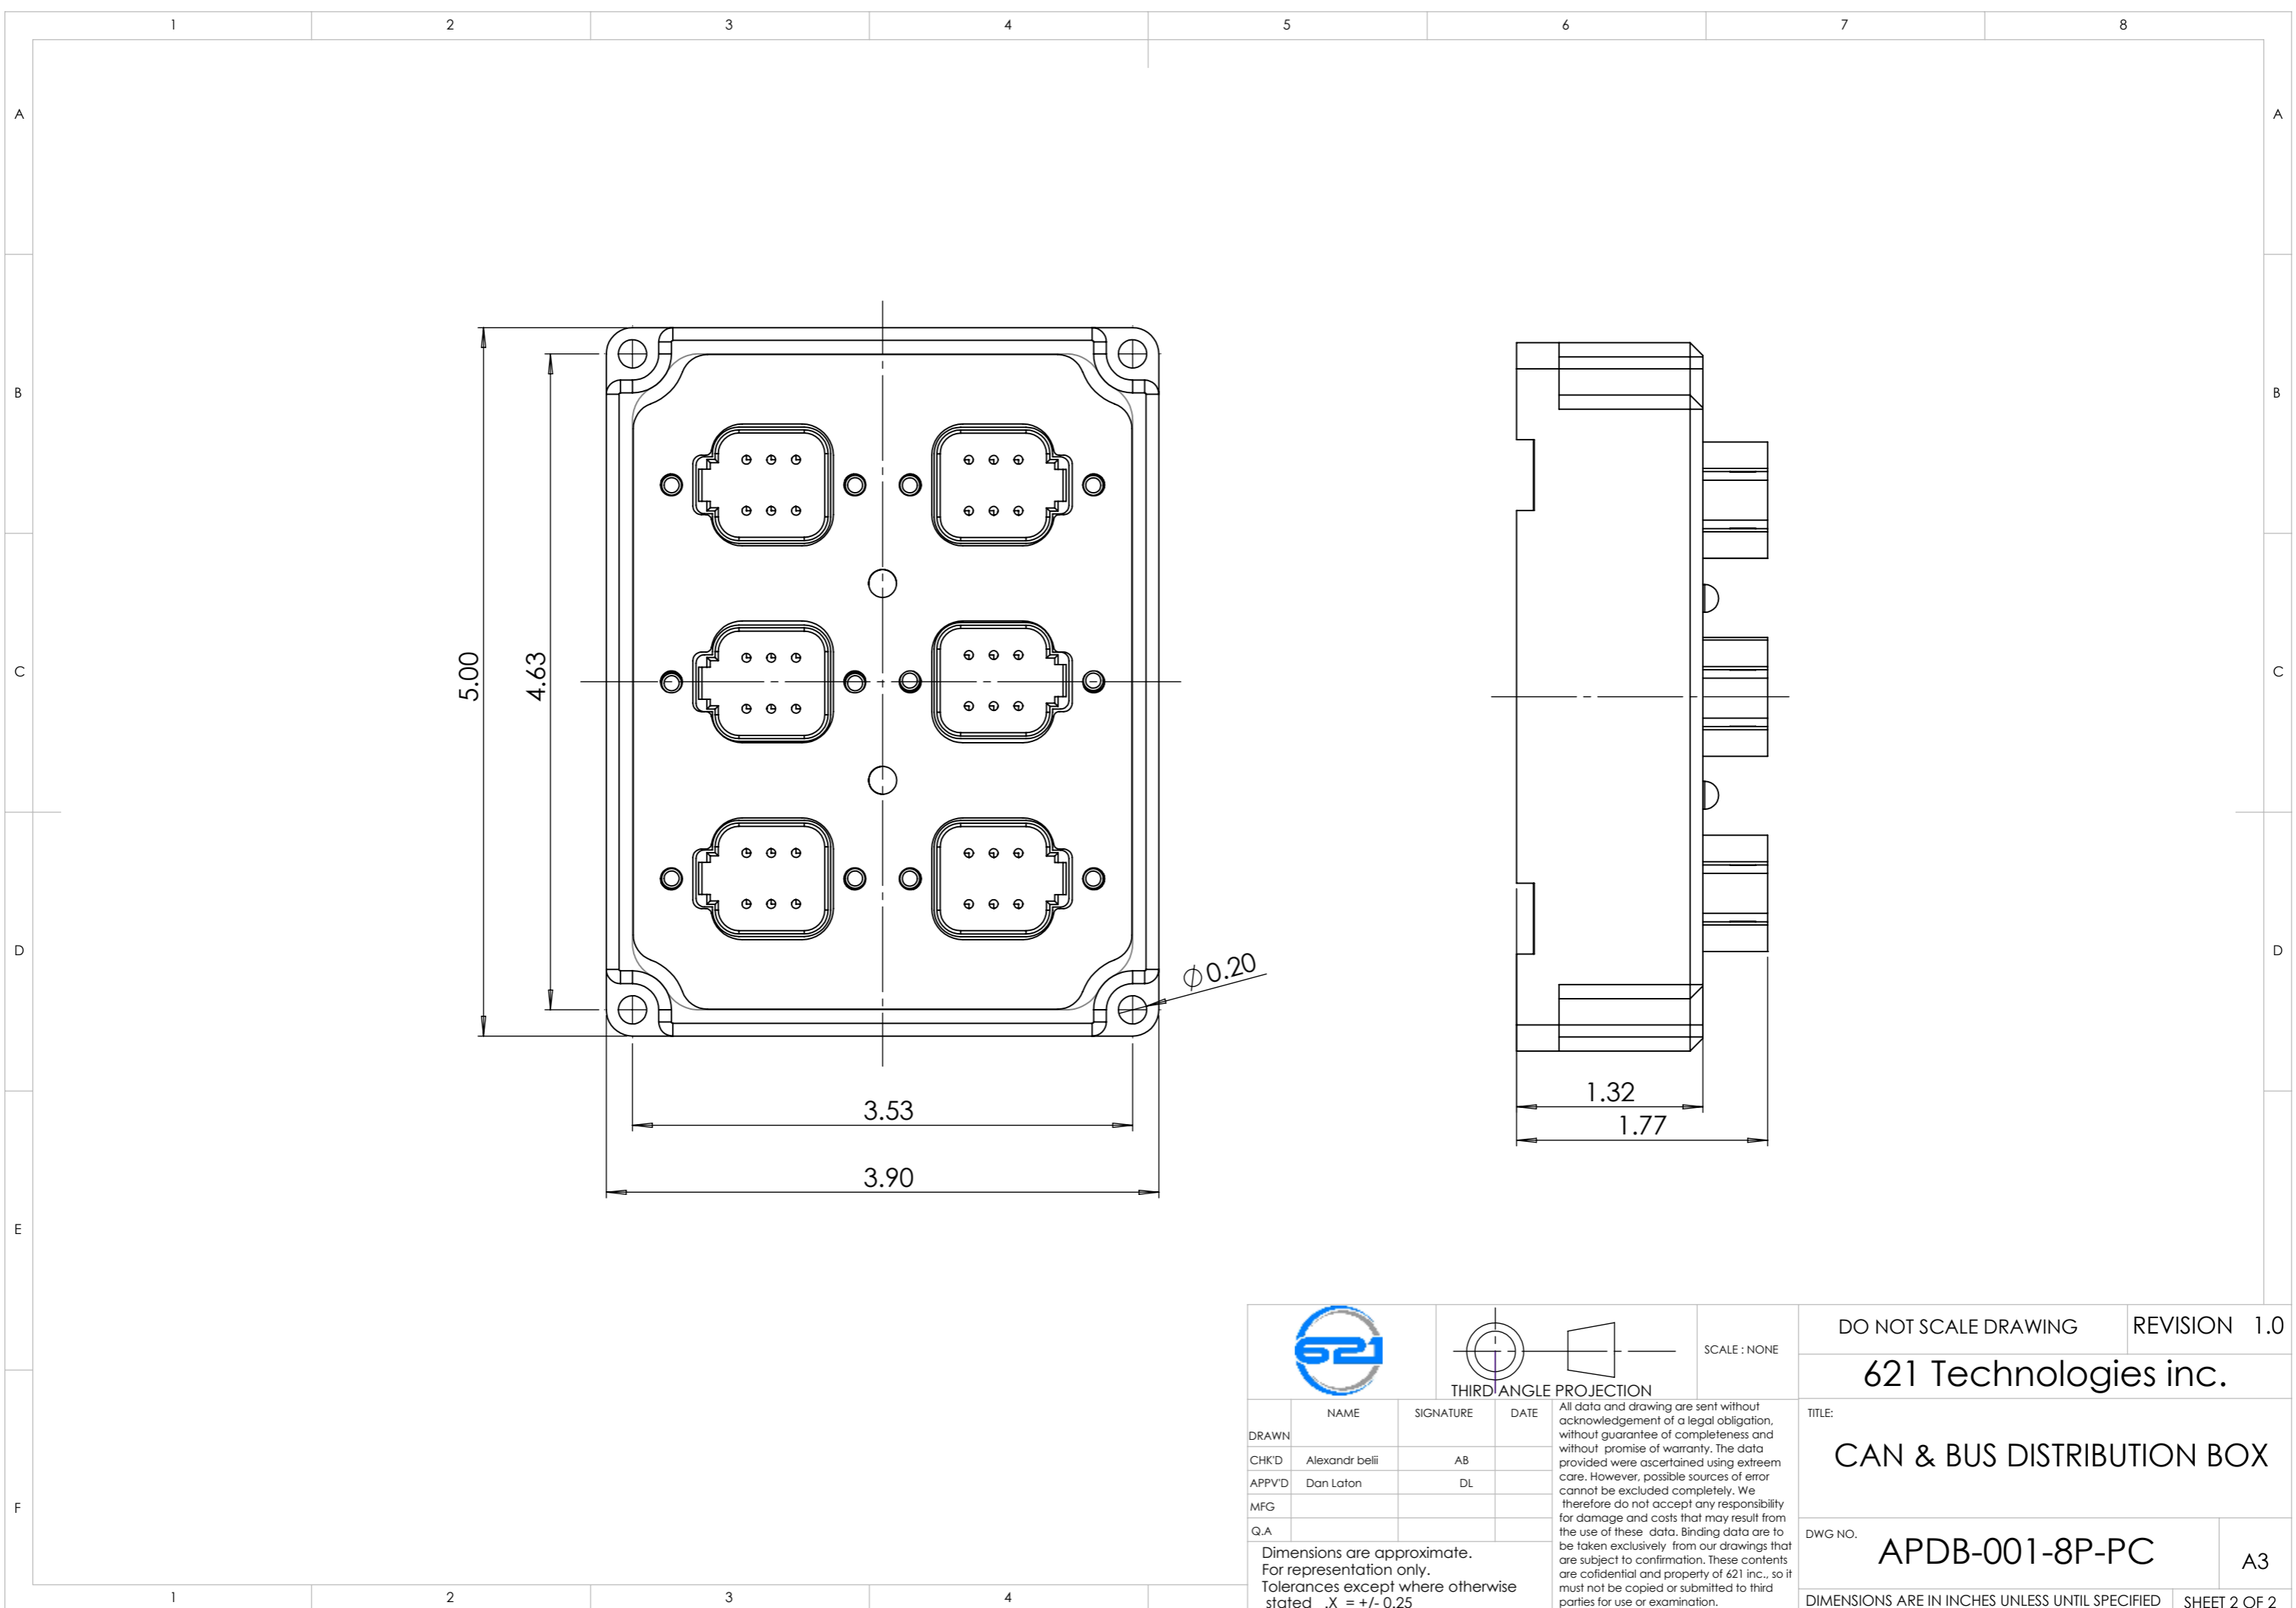 1 2 3 4 5 6 7 8
A A
B B
C C
D D
E
F
5.00
4.63
⌀0.20
3.53
3.90
1.32
1.77
621
THIRD ANGLE PROJECTION
SCALE : NONE
DO NOT SCALE DRAWING
REVISION 1.0
621 Technologies inc.
NAME SIGNATURE DATE
DRAWN
CHK'D Alexandr belii AB
APPV'D Dan Laton DL
MFG
Q.A
Dimensions are approximate.
For representation only.
Tolerances except where otherwise
stated .X = +/- 0.25
All data and drawing are sent without
acknowledgement of a legal obligation,
without guarantee of completeness and
without promise of warranty. The data
provided were ascertained using extreem
care. However, possible sources of error
cannot be excluded completely. We
therefore do not accept any responsibility
for damage and costs that may result from
the use of these data. Binding data are to
be taken exclusively from our drawings that
are subject to confirmation. These contents
are cofidential and property of 621 inc., so it
must not be copied or submitted to third
parties for use or examination.
TITLE:
CAN & BUS DISTRIBUTION BOX
DWG NO.
APDB-001-8P-PC
A3
DIMENSIONS ARE IN INCHES UNLESS UNTIL SPECIFIED
SHEET 2 OF 2
1 2 3 4